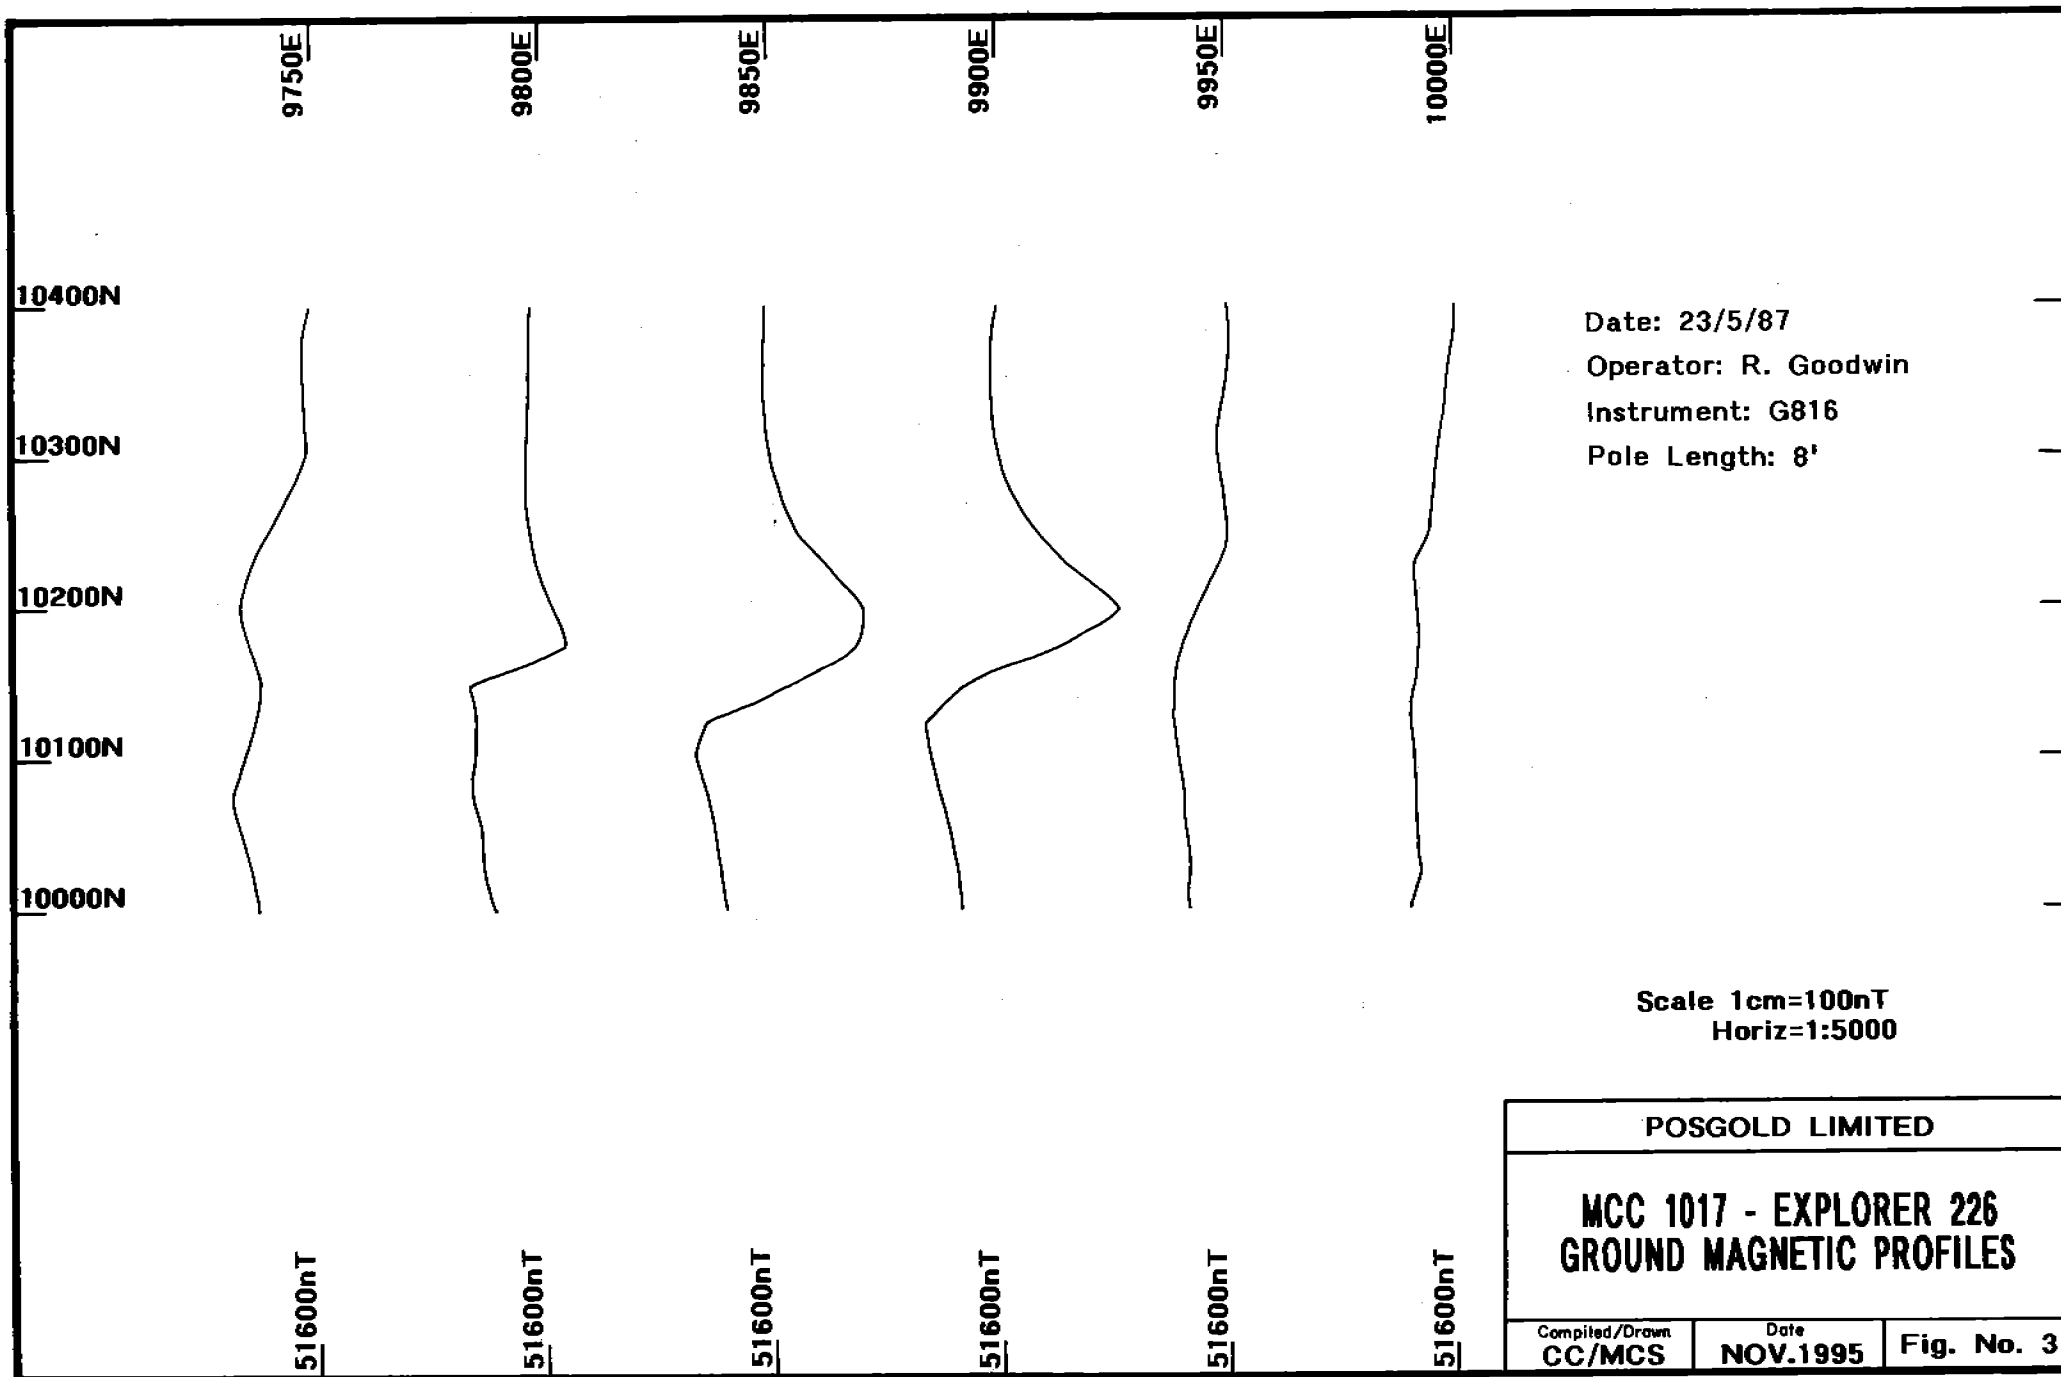 9750E
9800E
9850E
9900E
9950E
10000E
10400N
10300N
10200N
10100N
10000N
Date: 23/5/87
Operator: R. Goodwin
Instrument: G816
Pole Length: 8'
Scale 1cm=100nT
Horiz=1:5000
51600nT
51600nT
51600nT
51600nT
51600nT
51600nT
POSGOLD LIMITED
MCC 1017 - EXPLORER 226
GROUND MAGNETIC PROFILES
Compiled/Drawn
CC/MCS
Date
NOV.1995
Fig. No. 3